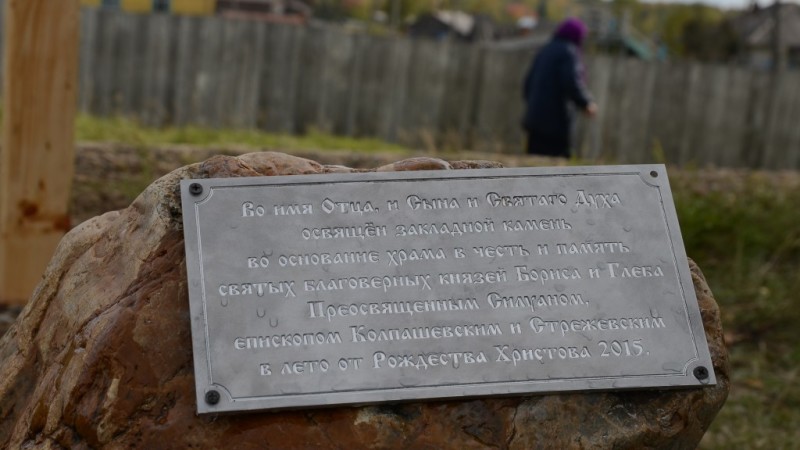 Во имя Отца, и Сына и Святаго Духа
освящён закладной камень
во основание храма в честь и память
святых благоверных князей Бориса и Глеба
Преосвященным Силуаном,
епископом Колпашевским и Стрежевским
в лето от Рождества Христова 2015.